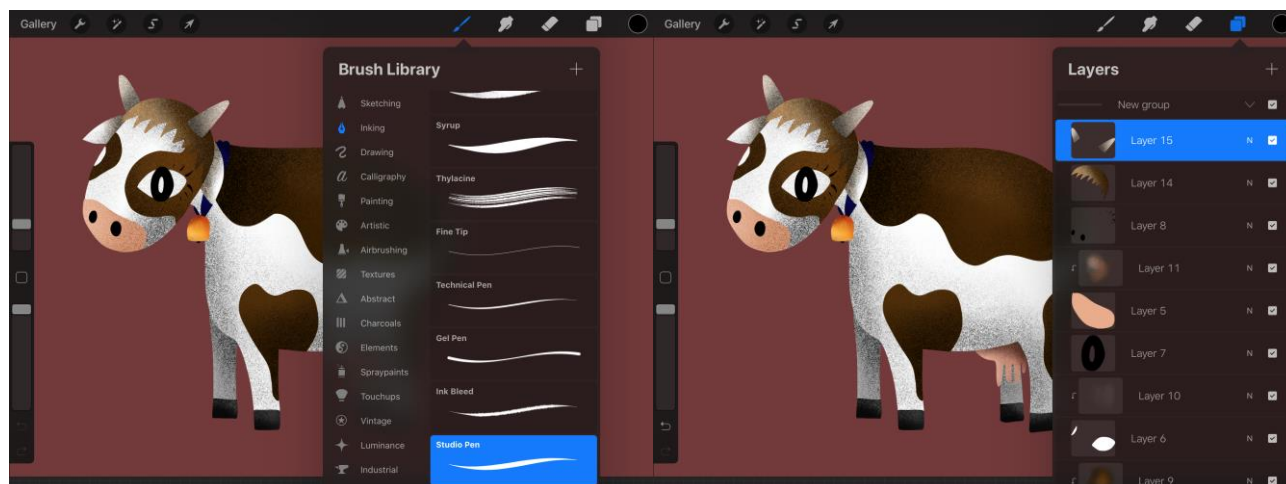 Gallery
Brush Library
Sketching
Inking
Drawing
Calligraphy
Painting
Artistic
Airbrushing
Textures
Abstract
Charcoals
Elements
Spraypaints
Touchups
Vintage
Luminance
Industrial
Syrup
Thylacine
Fine Tip
Technical Pen
Gel Pen
Ink Bleed
Studio Pen
Gallery
Layers
New group
Layer 15 N
Layer 14 N
Layer 8 N
Layer 11 N
Layer 5 N
Layer 7 N
Layer 10 N
Layer 6 N
Layer 9 N